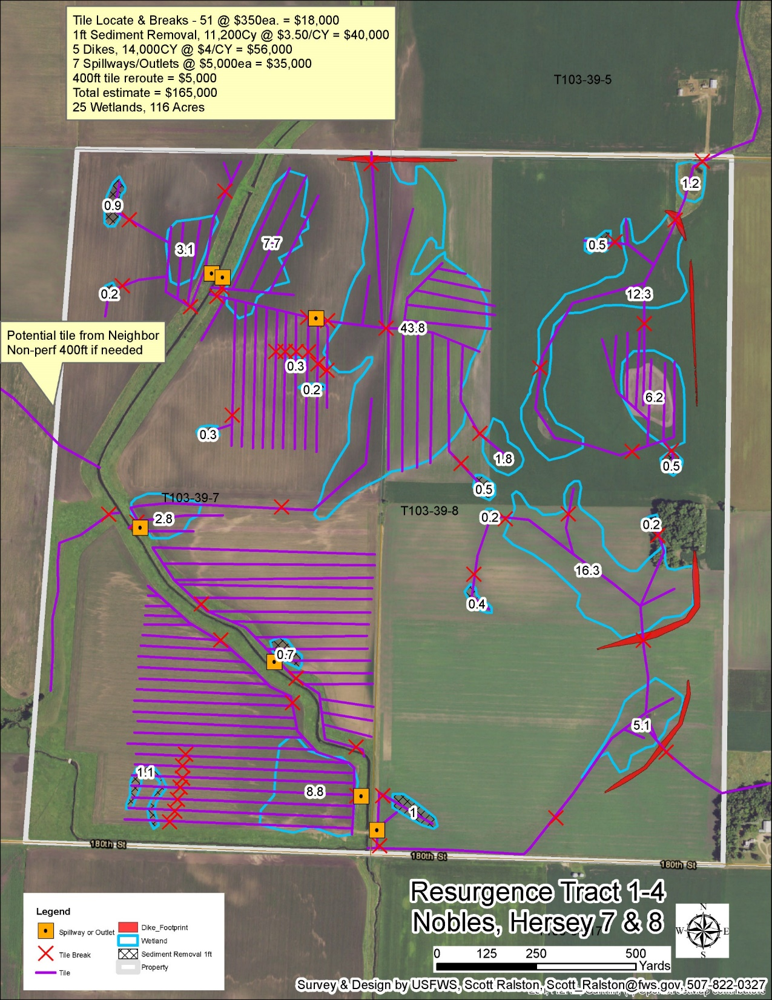 Tile Locate & Breaks - 51 @ $350ea. = $18,000
1ft Sediment Removal, 11,200Cy @ $3.50/CY = $40,000
5 Dikes, 14,000CY @ $4/CY = $56,000
7 Spillways/Outlets @ $5,000ea = $35,000
400ft tile reroute = $5,000
Total estimate = $165,000
25 Wetlands, 116 Acres
T103-39-5
1.2
0.9
3.1
7.7
0.5
0.2
12.3
43.8
Potential tile from Neighbor
Non-perf 400ft if needed
0.3
0.2
6.2
0.3
1.8
0.5
0.5
T103-39-7
T103-39-8
2.8
0.2
0.2
16.3
0.4
0.7
5.1
1.1
8.8
1
180th St
180th St
180th St
Resurgence Tract 1-4
Nobles, Hersey 7 & 8
Legend
Spillway or Outlet
Tile Break
Tile
Dike_Footprint
Wetland
Sediment Removal 1ft
Property
N
W
E
S
0 125 250 500
Yards
Survey & Design by USFWS, Scott Ralston, Scott_Ralston@fws.gov, 507-822-0327